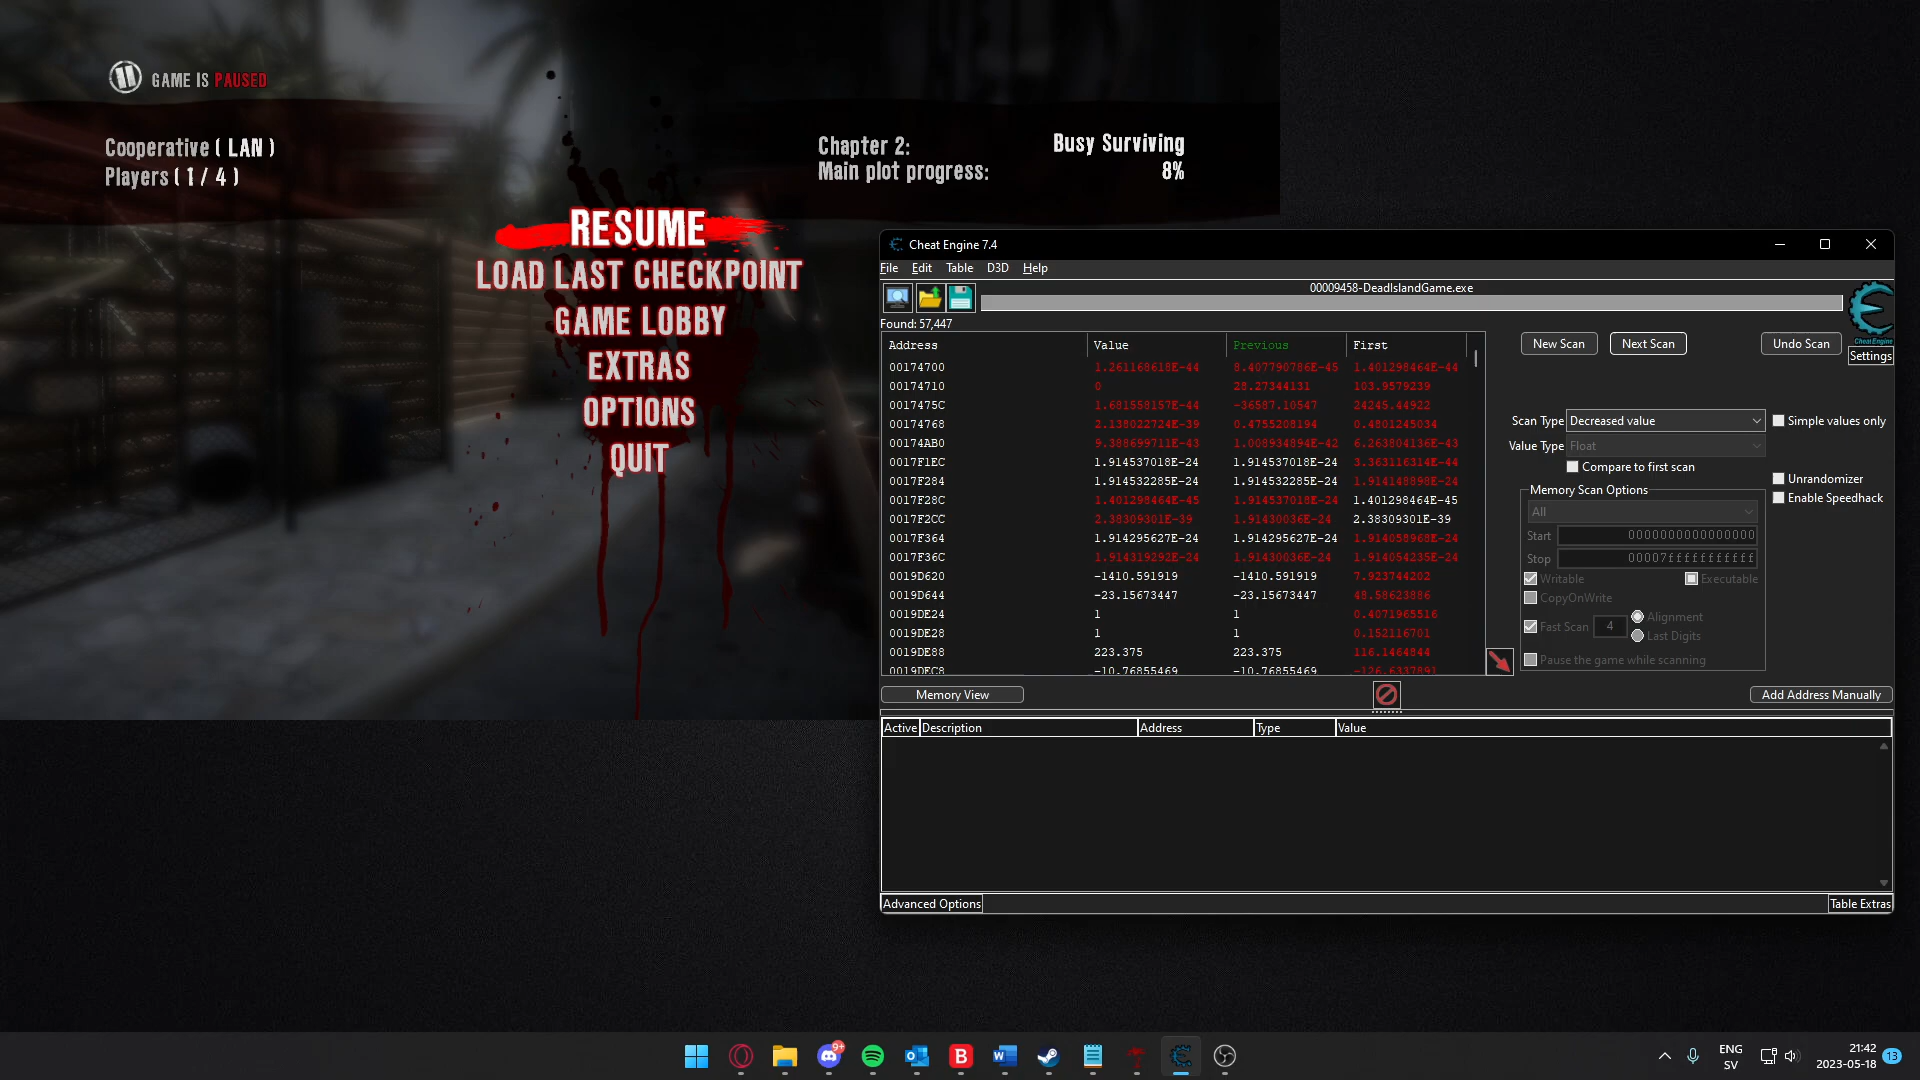 GAME IS PAUSED
Cooperative ( LAN )
Players ( 1 / 4 )
Chapter 2: Busy Surviving
Main plot progress: 8%
RESUME
LOAD LAST CHECKPOINT
GAME LOBBY
EXTRAS
OPTIONS
QUIT
Cheat Engine 7.4
File Edit Table D3D Help
00009458-DeadIslandGame.exe
Found: 57,447
Address Value Previous First
00174700 1.261168618E-44 8.407790786E-45 1.401298464E-44
00174710 0 28.27344131 103.9579239
0017475C 1.681558157E-44 -36587.10547 24245.44922
00174768 2.138022724E-39 0.4755208194 0.4801245034
00174AB0 9.388699711E-43 1.008934894E-42 6.263804136E-43
0017F1EC 1.914537018E-24 1.914537018E-24 3.363116314E-44
0017F284 1.914532285E-24 1.914532285E-24 1.914148898E-24
0017F28C 1.401298464E-45 1.914537018E-24 1.401298464E-45
0017F2CC 2.38309301E-39 1.91430036E-24 2.38309301E-39
0017F364 1.914295627E-24 1.914295627E-24 1.914058968E-24
0017F36C 1.914319292E-24 1.91430036E-24 1.914054235E-24
0019D620 -1410.591919 -1410.591919 7.923744202
0019D644 -23.15673447 -23.15673447 48.58623886
0019DE24 1 1 0.4071965516
0019DE28 1 1 0.152116701
0019DE88 223.375 223.375 116.1464844
0019DEC8 -10.76855469 -10.76855469 -126.6337891
New Scan Next Scan Undo Scan
CheatEngine
Settings
Scan Type Decreased value Simple values only
Value Type Float
Compare to first scan
Unrandomizer
Enable Speedhack
Memory Scan Options
All
Start 0000000000000000
Stop 00007fffffffffff
Writable Executable
CopyOnWrite
Fast Scan 4 Alignment
Last Digits
Pause the game while scanning
Memory View Add Address Manually
Active Description Address Type Value
Advanced Options Table Extras
9+
B
W
ENG
SV
21:42
2023-05-18
13